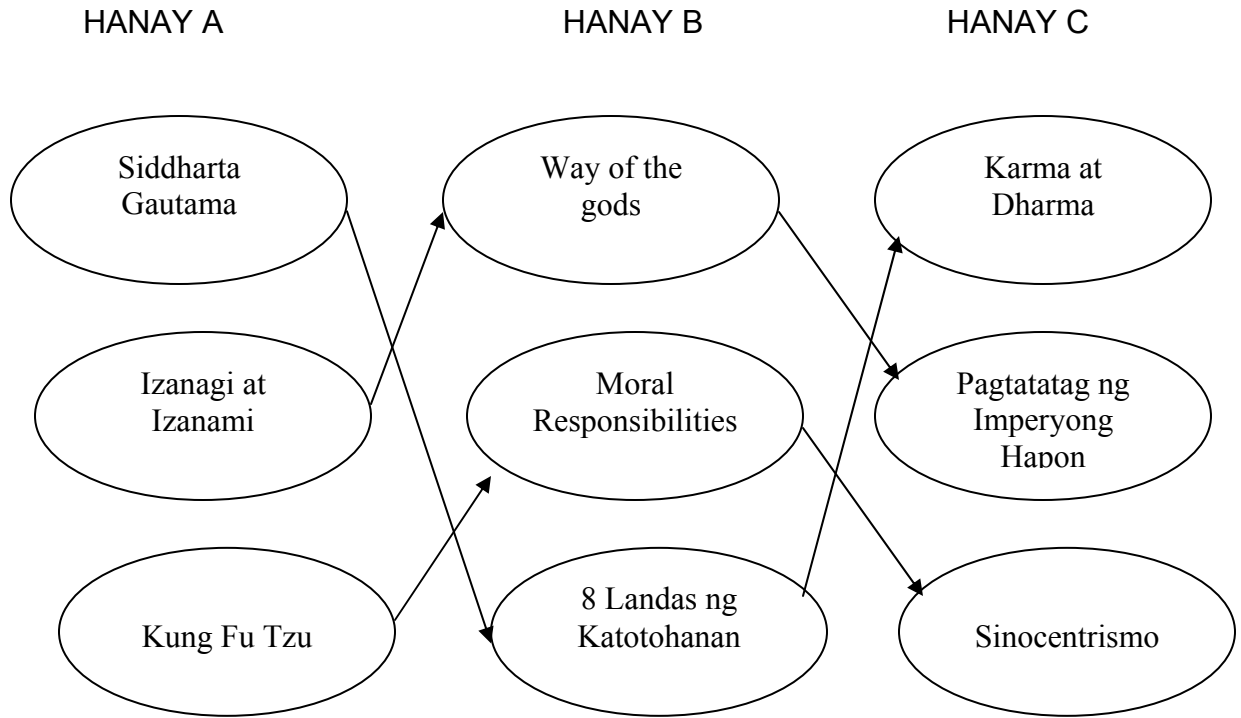 HANAY A
HANAY B
HANAY C
Siddharta
Gautama
Way of the
gods
Karma at
Dharma
Izanagi at
Izanami
Moral
Responsibilities
Pagtatatag ng
Imperyong
Hapon
Kung Fu Tzu
8 Landas ng
Katotohanan
Sinocentrismo